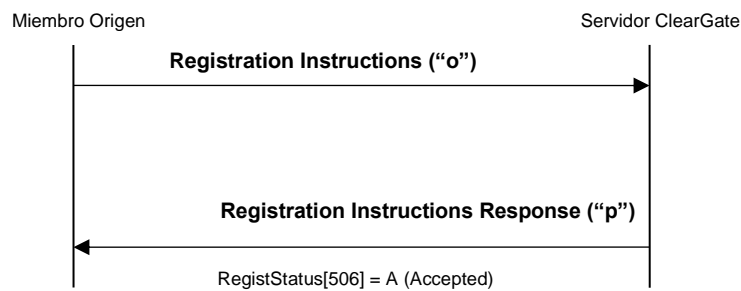 Miembro Origen
Servidor ClearGate
Registration Instructions (“o”)
Registration Instructions Response (“p”)
RegistStatus[506] = A (Accepted)